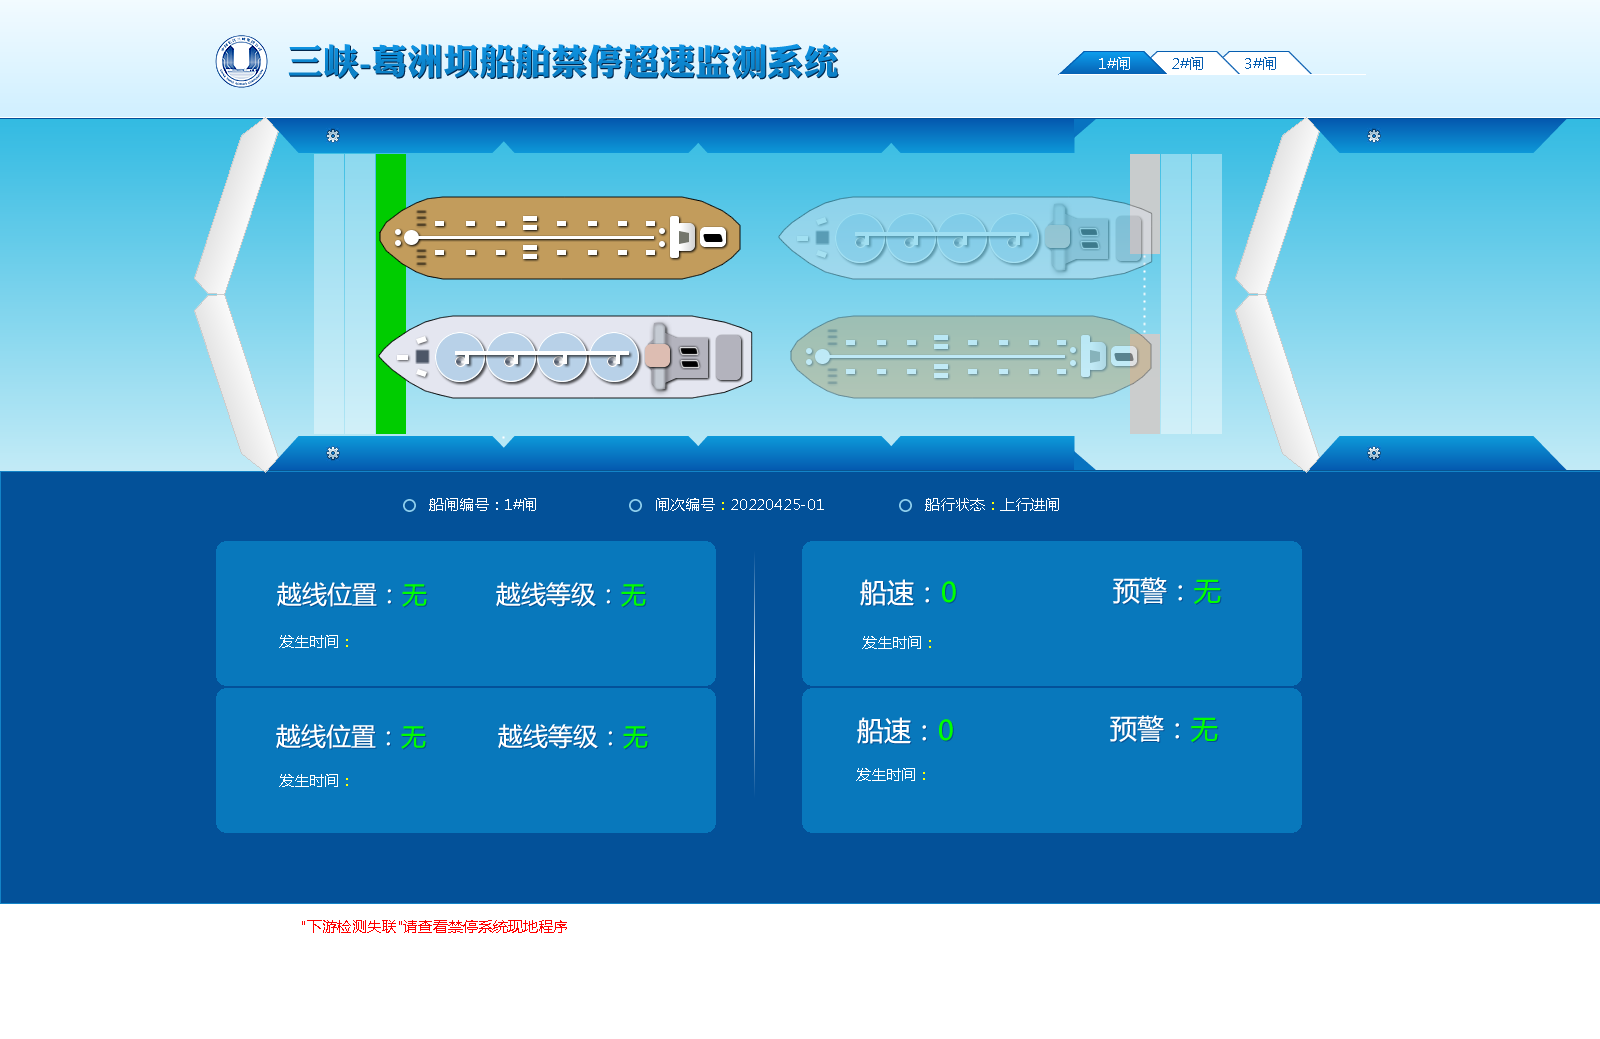 三峡-葛洲坝船舶禁停超速监测系统
1#闸 2#闸 3#闸
船闸编号：1#闸 闸次编号：20220425-01 船行状态：上行进闸
越线位置：无 越线等级：无
发生时间：
船速：0 预警：无
发生时间：
越线位置：无 越线等级：无
发生时间：
船速：0 预警：无
发生时间：
"下游检测失联"请查看禁停系统现地程序